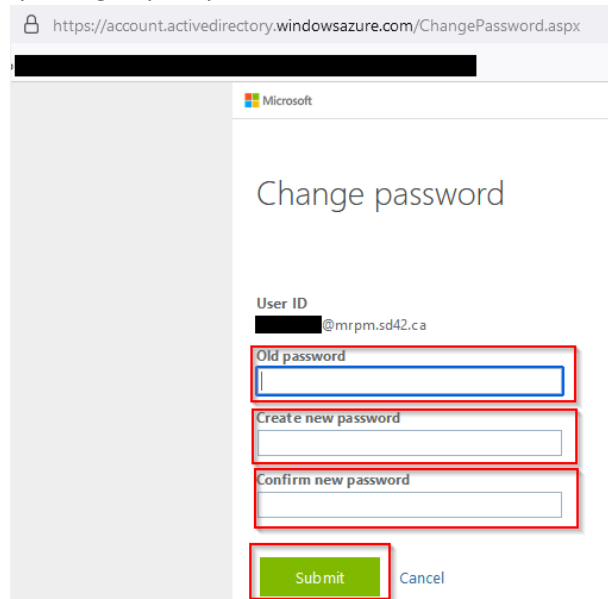 https://account.activedirectory.windowsazure.com/ChangePassword.aspx
Microsoft
Change password
User ID
@mrpm.sd42.ca
Old password
Create new password
Confirm new password
Submit Cancel